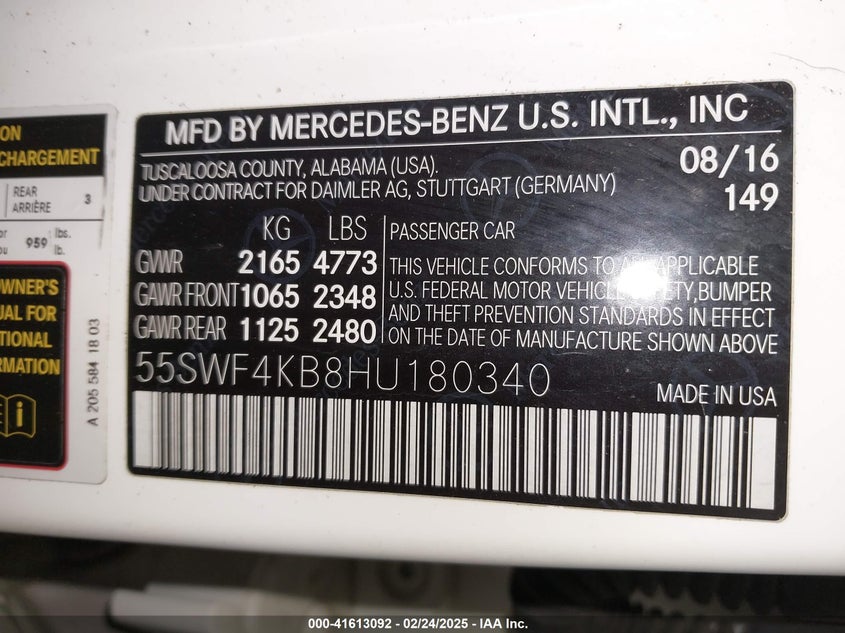 ON
CHARGEMENT
REAR
ARRIÈRE 3
or
ou 959 lbs.
lb.
OWNER'S
UAL FOR
TIONAL
RMATION
i
A 205 584 18 03
MFD BY MERCEDES-BENZ U.S. INTL., INC
TUSCALOOSA COUNTY, ALABAMA (USA). 08/16
UNDER CONTRACT FOR DAIMLER AG, STUTTGART (GERMANY) 149
KG LBS PASSENGER CAR
GVWR 2165 4773 THIS VEHICLE CONFORMS TO ALL APPLICABLE
GAWR FRONT 1065 2348 U.S. FEDERAL MOTOR VEHICLE SAFETY, BUMPER
AND THEFT PREVENTION STANDARDS IN EFFECT
GAWR REAR 1125 2480 ON THE DATE OF MANUFACTURE SHOWN ABOVE
55SWF4KB8HU180340 MADE IN USA
000-41613092 - 02/24/2025 - IAA Inc.